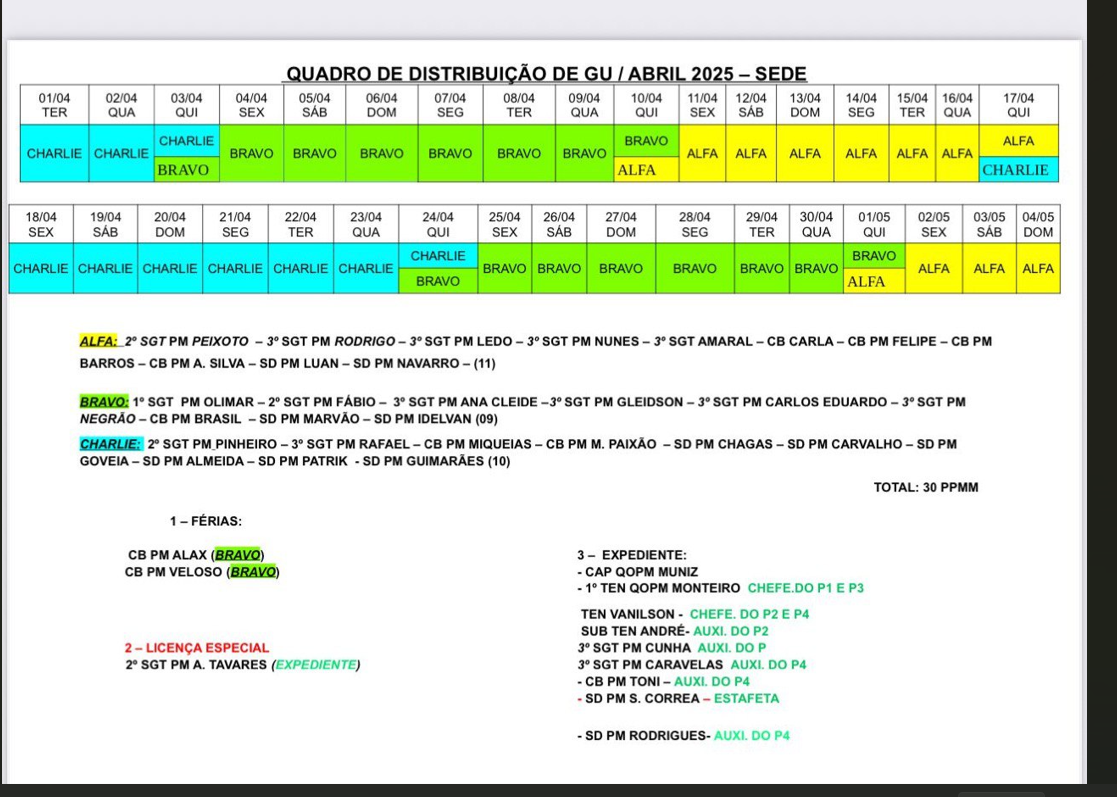 QUADRO DE DISTRIBUIÇÃO DE GU / ABRIL 2025 – SEDE
01/04 02/04 03/04 04/04 05/04 06/04 07/04 08/04 09/04 10/04 11/04 12/04 13/04 14/04 15/04 16/04 17/04
TER QUA QUI SEX SÁB DOM SEG TER QUA QUI SEX SÁB DOM SEG TER QUA QUI
CHARLIE BRAVO ALFA
CHARLIE CHARLIE BRAVO BRAVO BRAVO BRAVO BRAVO BRAVO ALFA ALFA ALFA ALFA ALFA ALFA
BRAVO ALFA CHARLIE
18/04 19/04 20/04 21/04 22/04 23/04 24/04 25/04 26/04 27/04 28/04 29/04 30/04 01/05 02/05 03/05 04/05
SEX SÁB DOM SEG TER QUA QUI SEX SÁB DOM SEG TER QUA QUI SEX SÁB DOM
CHARLIE BRAVO
CHARLIE CHARLIE CHARLIE CHARLIE CHARLIE CHARLIE BRAVO BRAVO BRAVO BRAVO BRAVO BRAVO ALFA ALFA ALFA
BRAVO ALFA
ALFA: 2º SGT PM PEIXOTO – 3º SGT PM RODRIGO – 3º SGT PM LEDO – 3º SGT PM NUNES – 3º SGT AMARAL – CB CARLA – CB PM FELIPE – CB PM
BARROS – CB PM A. SILVA – SD PM LUAN – SD PM NAVARRO – (11)
BRAVO: 1º SGT PM OLIMAR – 2º SGT PM FÁBIO – 3º SGT PM ANA CLEIDE –3º SGT PM GLEIDSON – 3º SGT PM CARLOS EDUARDO – 3º SGT PM
NEGRÃO – CB PM BRASIL – SD PM MARVÃO – SD PM IDELVAN (09)
CHARLIE: 2º SGT PM PINHEIRO – 3º SGT PM RAFAEL – CB PM MIQUEIAS – CB PM M. PAIXÃO – SD PM CHAGAS – SD PM CARVALHO – SD PM
GOVEIA – SD PM ALMEIDA – SD PM PATRIK - SD PM GUIMARÃES (10)
TOTAL: 30 PPMM
1 – FÉRIAS:
CB PM ALAX (BRAVO)
CB PM VELOSO (BRAVO)
2 – LICENÇA ESPECIAL
2º SGT PM A. TAVARES (EXPEDIENTE)
3 – EXPEDIENTE:
- CAP QOPM MUNIZ
- 1º TEN QOPM MONTEIRO CHEFE.DO P1 E P3
TEN VANILSON - CHEFE. DO P2 E P4
SUB TEN ANDRÉ- AUXI. DO P2
3º SGT PM CUNHA AUXI. DO P
3º SGT PM CARAVELAS AUXI. DO P4
- CB PM TONI – AUXI. DO P4
- SD PM S. CORREA – ESTAFETA
- SD PM RODRIGUES- AUXI. DO P4